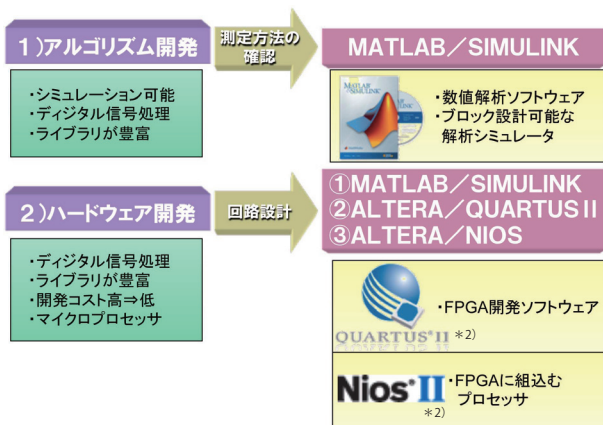 1）アルゴリズム開発
測定方法の
確認
MATLAB／SIMULINK
・シミュレーション可能
・ディジタル信号処理
・ライブラリが豊富
MATLAB
SIMULINK
・数値解析ソフトウェア
・ブロック設計可能な
解析シミュレータ
2）ハードウェア開発
回路設計
①MATLAB／SIMULINK
②ALTERA／QUARTUSⅡ
③ALTERA／NIOS
・ディジタル信号処理
・ライブラリが豊富
・開発コスト高⇒低
・マイクロプロセッサ
・FPGA開発ソフトウェア
QUARTUS®II ＊2）
Nios®II
・FPGAに組込む
プロセッサ
＊2）